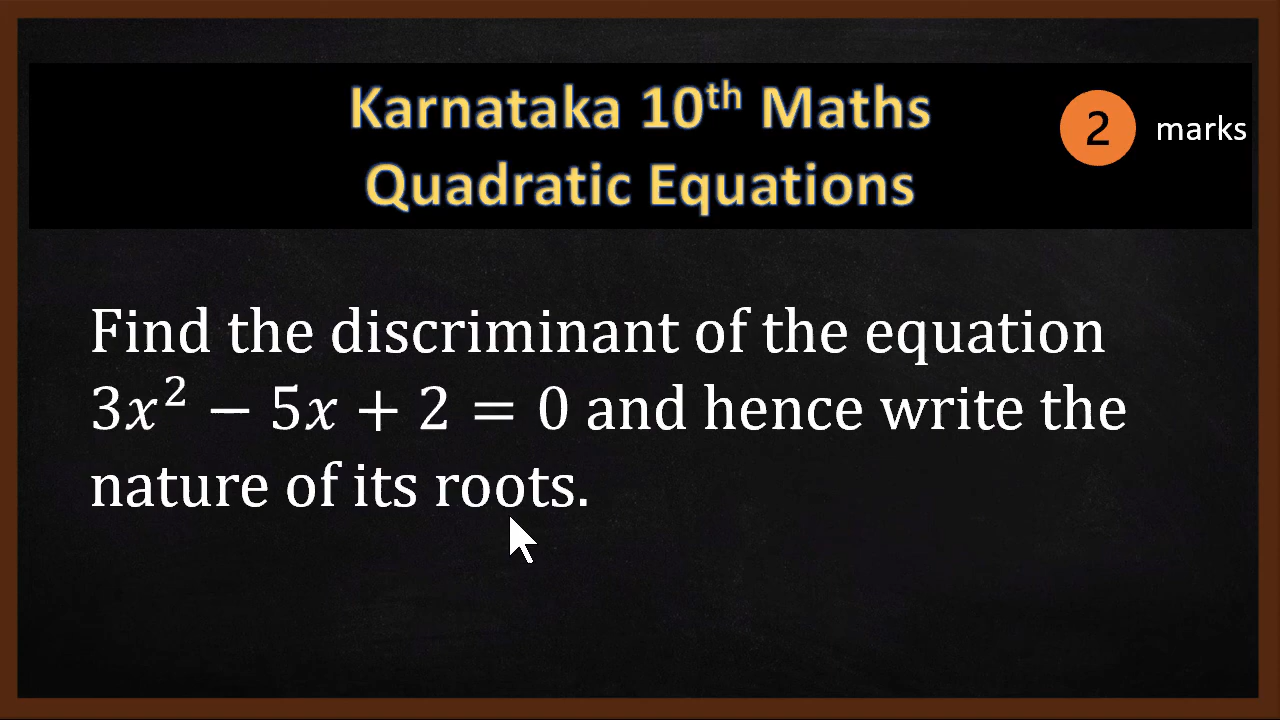 Karnataka 10th Maths
Quadratic Equations
2 marks
Find the discriminant of the equation
3x² − 5x + 2 = 0 and hence write the
nature of its roots.